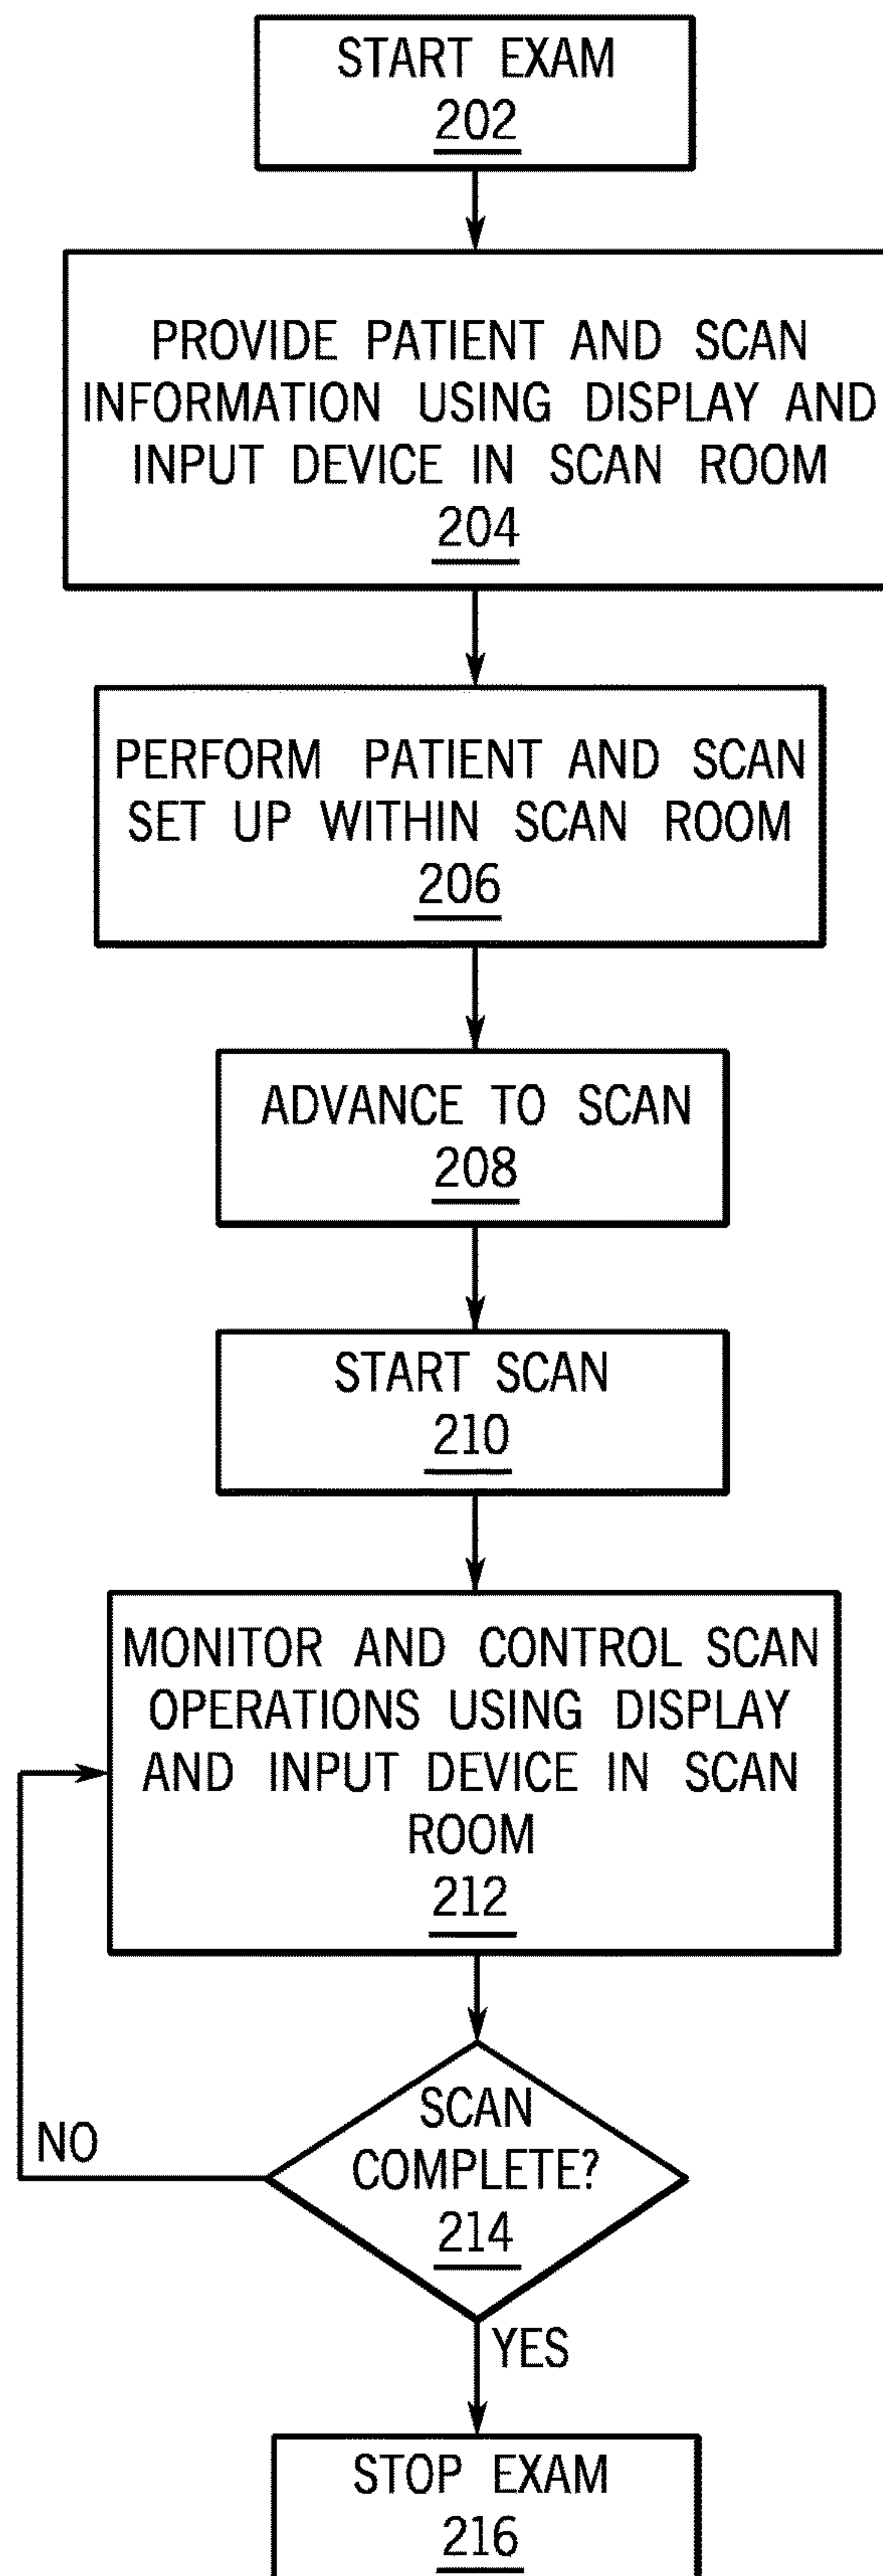 START EXAM
202
PROVIDE PATIENT AND SCAN
INFORMATION USING DISPLAY AND
INPUT DEVICE IN SCAN ROOM
204
PERFORM PATIENT AND SCAN
SET UP WITHIN SCAN ROOM
206
ADVANCE TO SCAN
208
START SCAN
210
MONITOR AND CONTROL SCAN
OPERATIONS USING DISPLAY
AND INPUT DEVICE IN SCAN
ROOM
212
SCAN
COMPLETE?
214
NO
YES
STOP EXAM
216